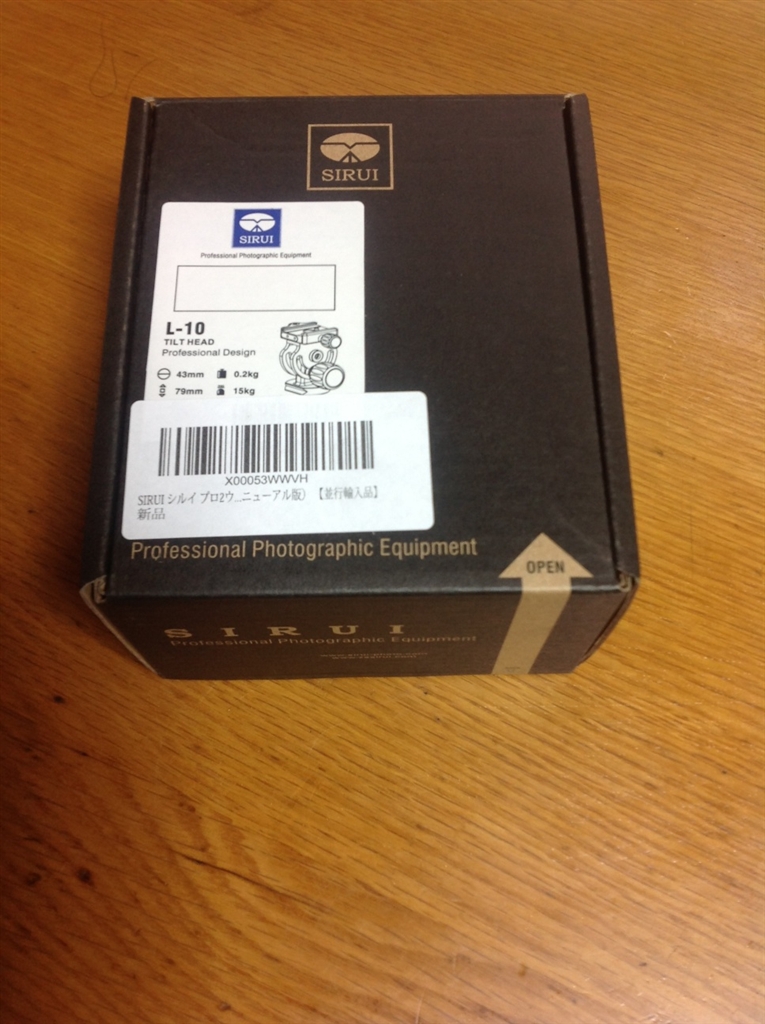 SIRUI
SIRUI
Professional Photographic Equipment
L-10
TILT HEAD
Professional Design
43mm 0.2kg
79mm 15kg
X00053WWVH
SIRUI シルイ プロ2ウ...ニューアル版） 【並行輸入品】
新品
Professional Photographic Equipment
OPEN
SIRUI
Professional Photographic Equipment